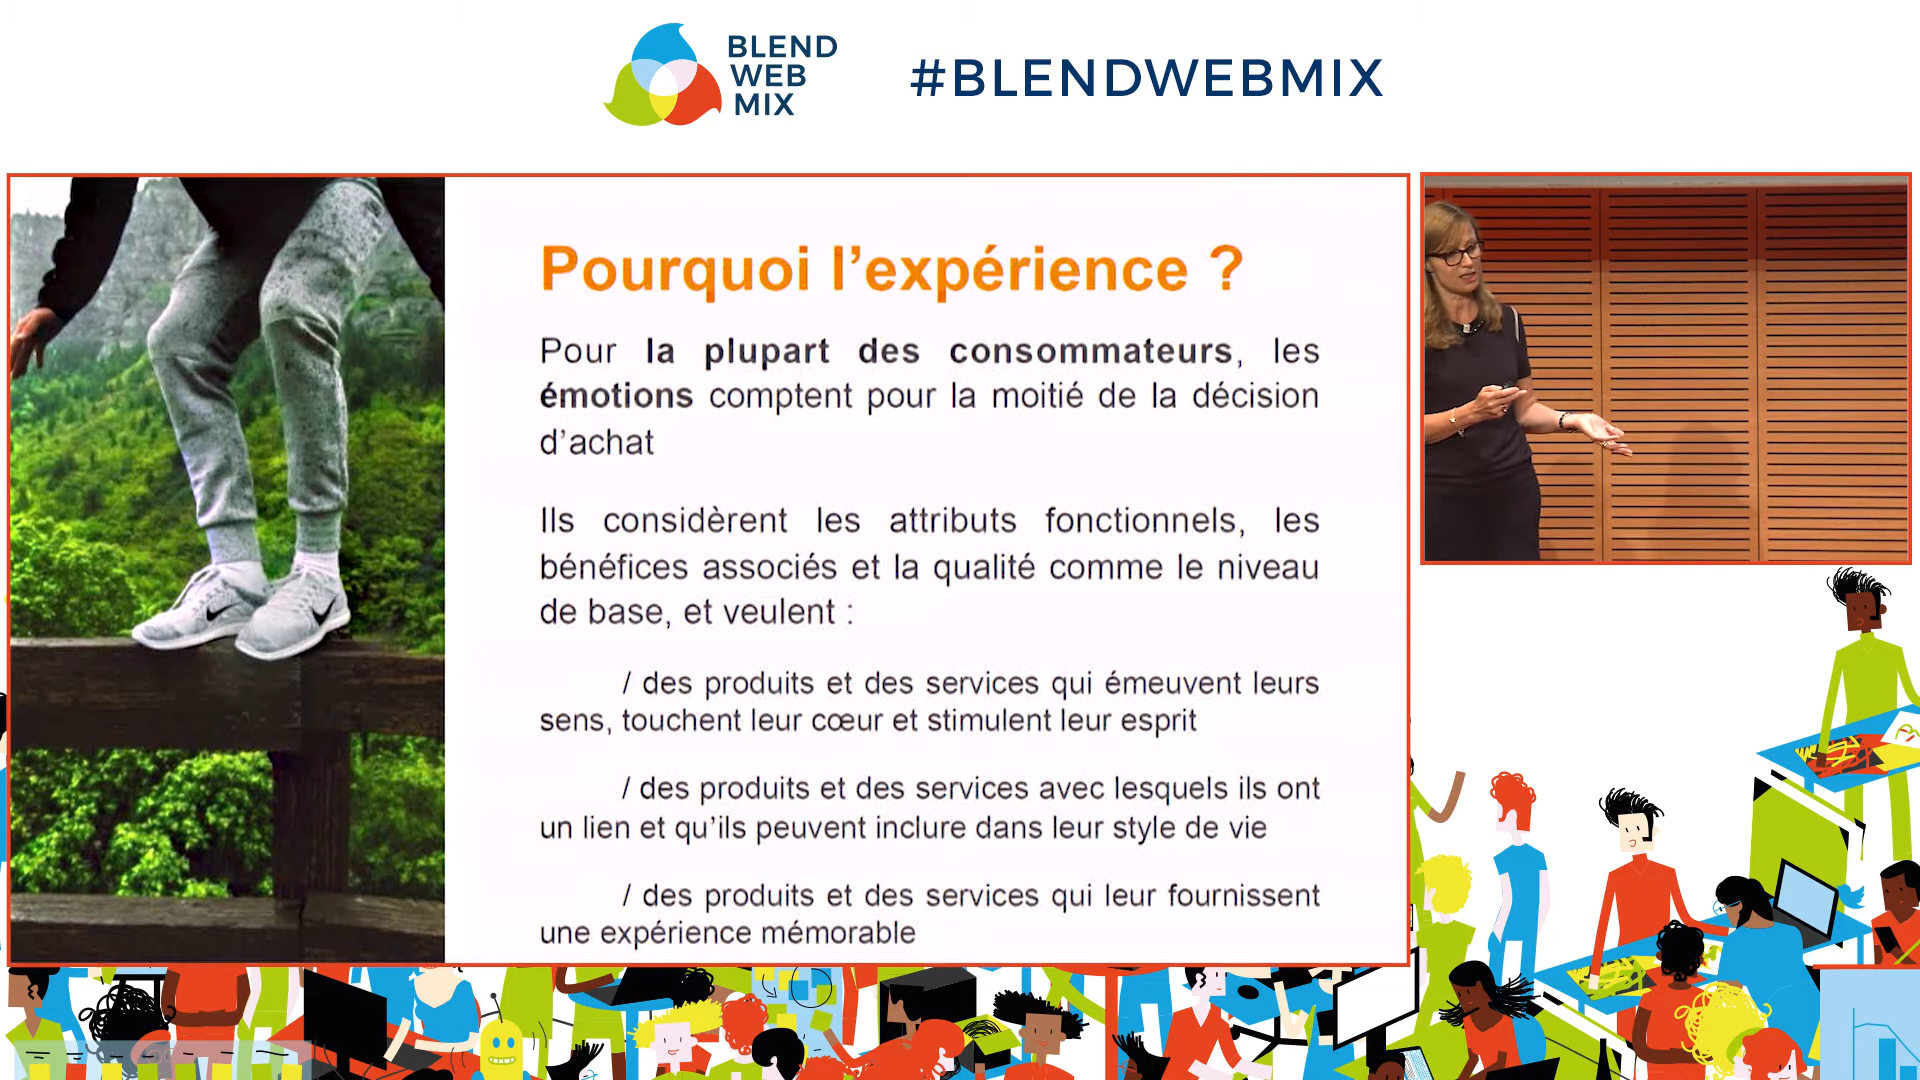 BLEND
WEB
MIX
#BLENDWEBMIX
Pourquoi l’expérience ?
Pour la plupart des consommateurs, les
émotions comptent pour la moitié de la décision
d’achat
Ils considèrent les attributs fonctionnels, les
bénéfices associés et la qualité comme le niveau
de base, et veulent :
/ des produits et des services qui émeuvent leurs
sens, touchent leur cœur et stimulent leur esprit
/ des produits et des services avec lesquels ils ont
un lien et qu’ils peuvent inclure dans leur style de vie
/ des produits et des services qui leur fournissent
une expérience mémorable